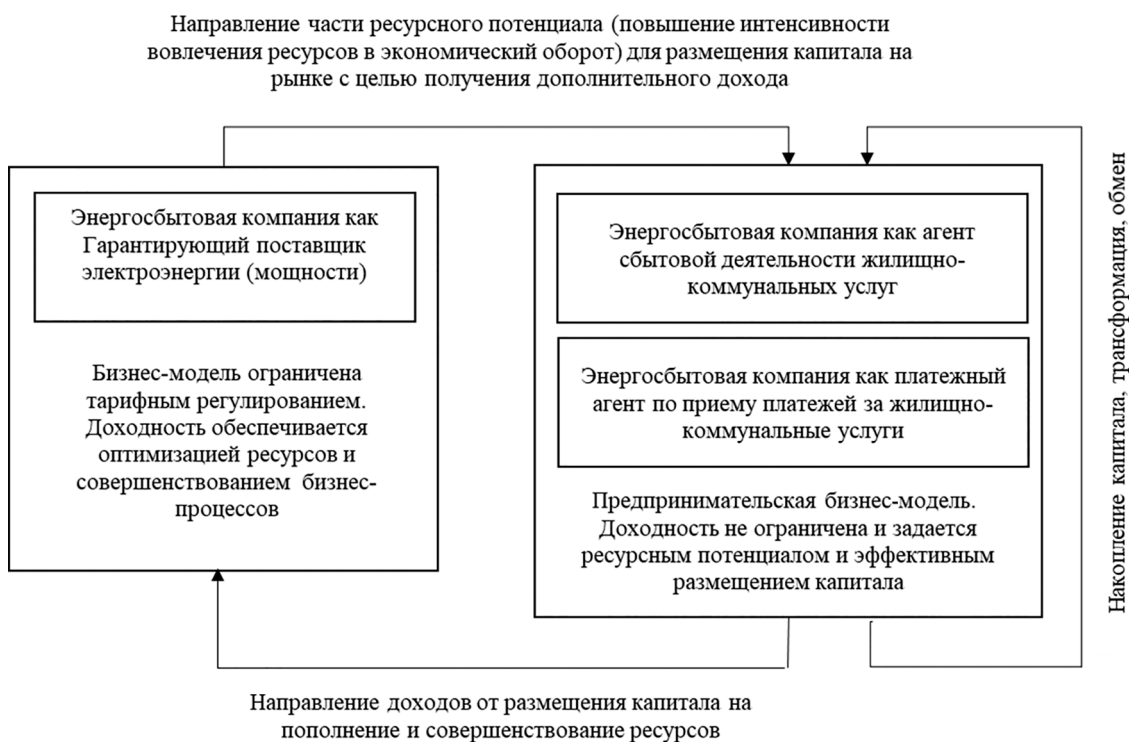 Направление части ресурсного потенциала (повышение интенсивности
вовлечения ресурсов в экономический оборот) для размещения капитала на
рынке с целью получения дополнительного дохода
Энергосбытовая компания как
Гарантирующий поставщик
электроэнергии (мощности)
Бизнес-модель ограничена
тарифным регулированием.
Доходность обеспечивается
оптимизацией ресурсов и
совершенствованием бизнес-
процессов
Энергосбытовая компания как агент
сбытовой деятельности жилищно-
коммунальных услуг
Энергосбытовая компания как платежный
агент по приему платежей за жилищно-
коммунальные услуги
Предпринимательская бизнес-модель.
Доходность не ограничена и задается
ресурсным потенциалом и эффективным
размещением капитала
Накопление капитала, трансформация, обмен
Направление доходов от размещения капитала на
пополнение и совершенствование ресурсов